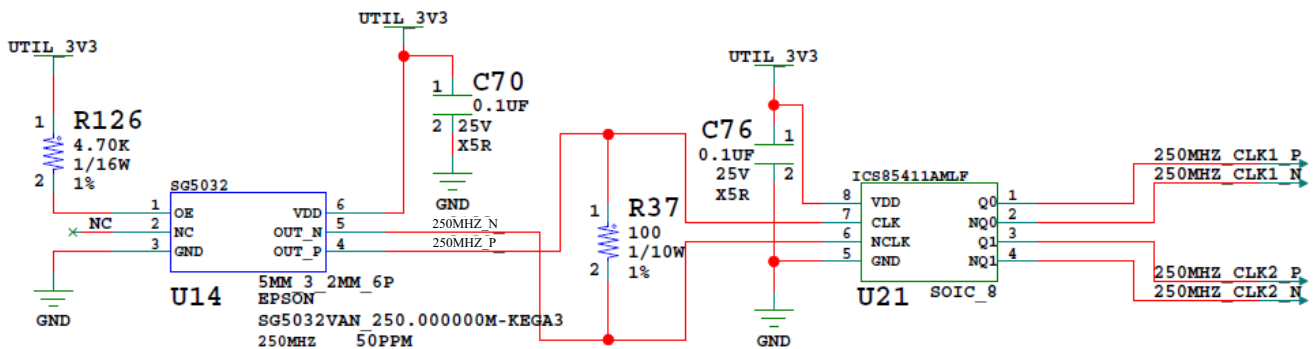 UTIL_3V3
UTIL_3V3
UTIL_3V3
1
R126
4.70K
1/16W
1%
2
1
C70
0.1UF
2
25V
X5R
GND
C76
1
0.1UF
25V
2
X5R
SG5032
1
OE
VDD
6
NC
2
NC
OUT_N
5
250MHZ_N
3
GND
OUT_P
4
250MHZ_P
GND
U14
5MM_3_2MM_6P
EPSON
SG5032VAN_250.000000M-KEGA3
250MHZ
50PPM
1
R37
100
1/10W
2
1%
ICS85411AMLF
8
VDD
Q0
1
7
CLK
NQ0
2
6
NCLK
Q1
3
5
GND
NQ1
4
U21
SOIC_8
GND
250MHZ_CLK1_P
250MHZ_CLK1_N
250MHZ_CLK2_P
250MHZ_CLK2_N